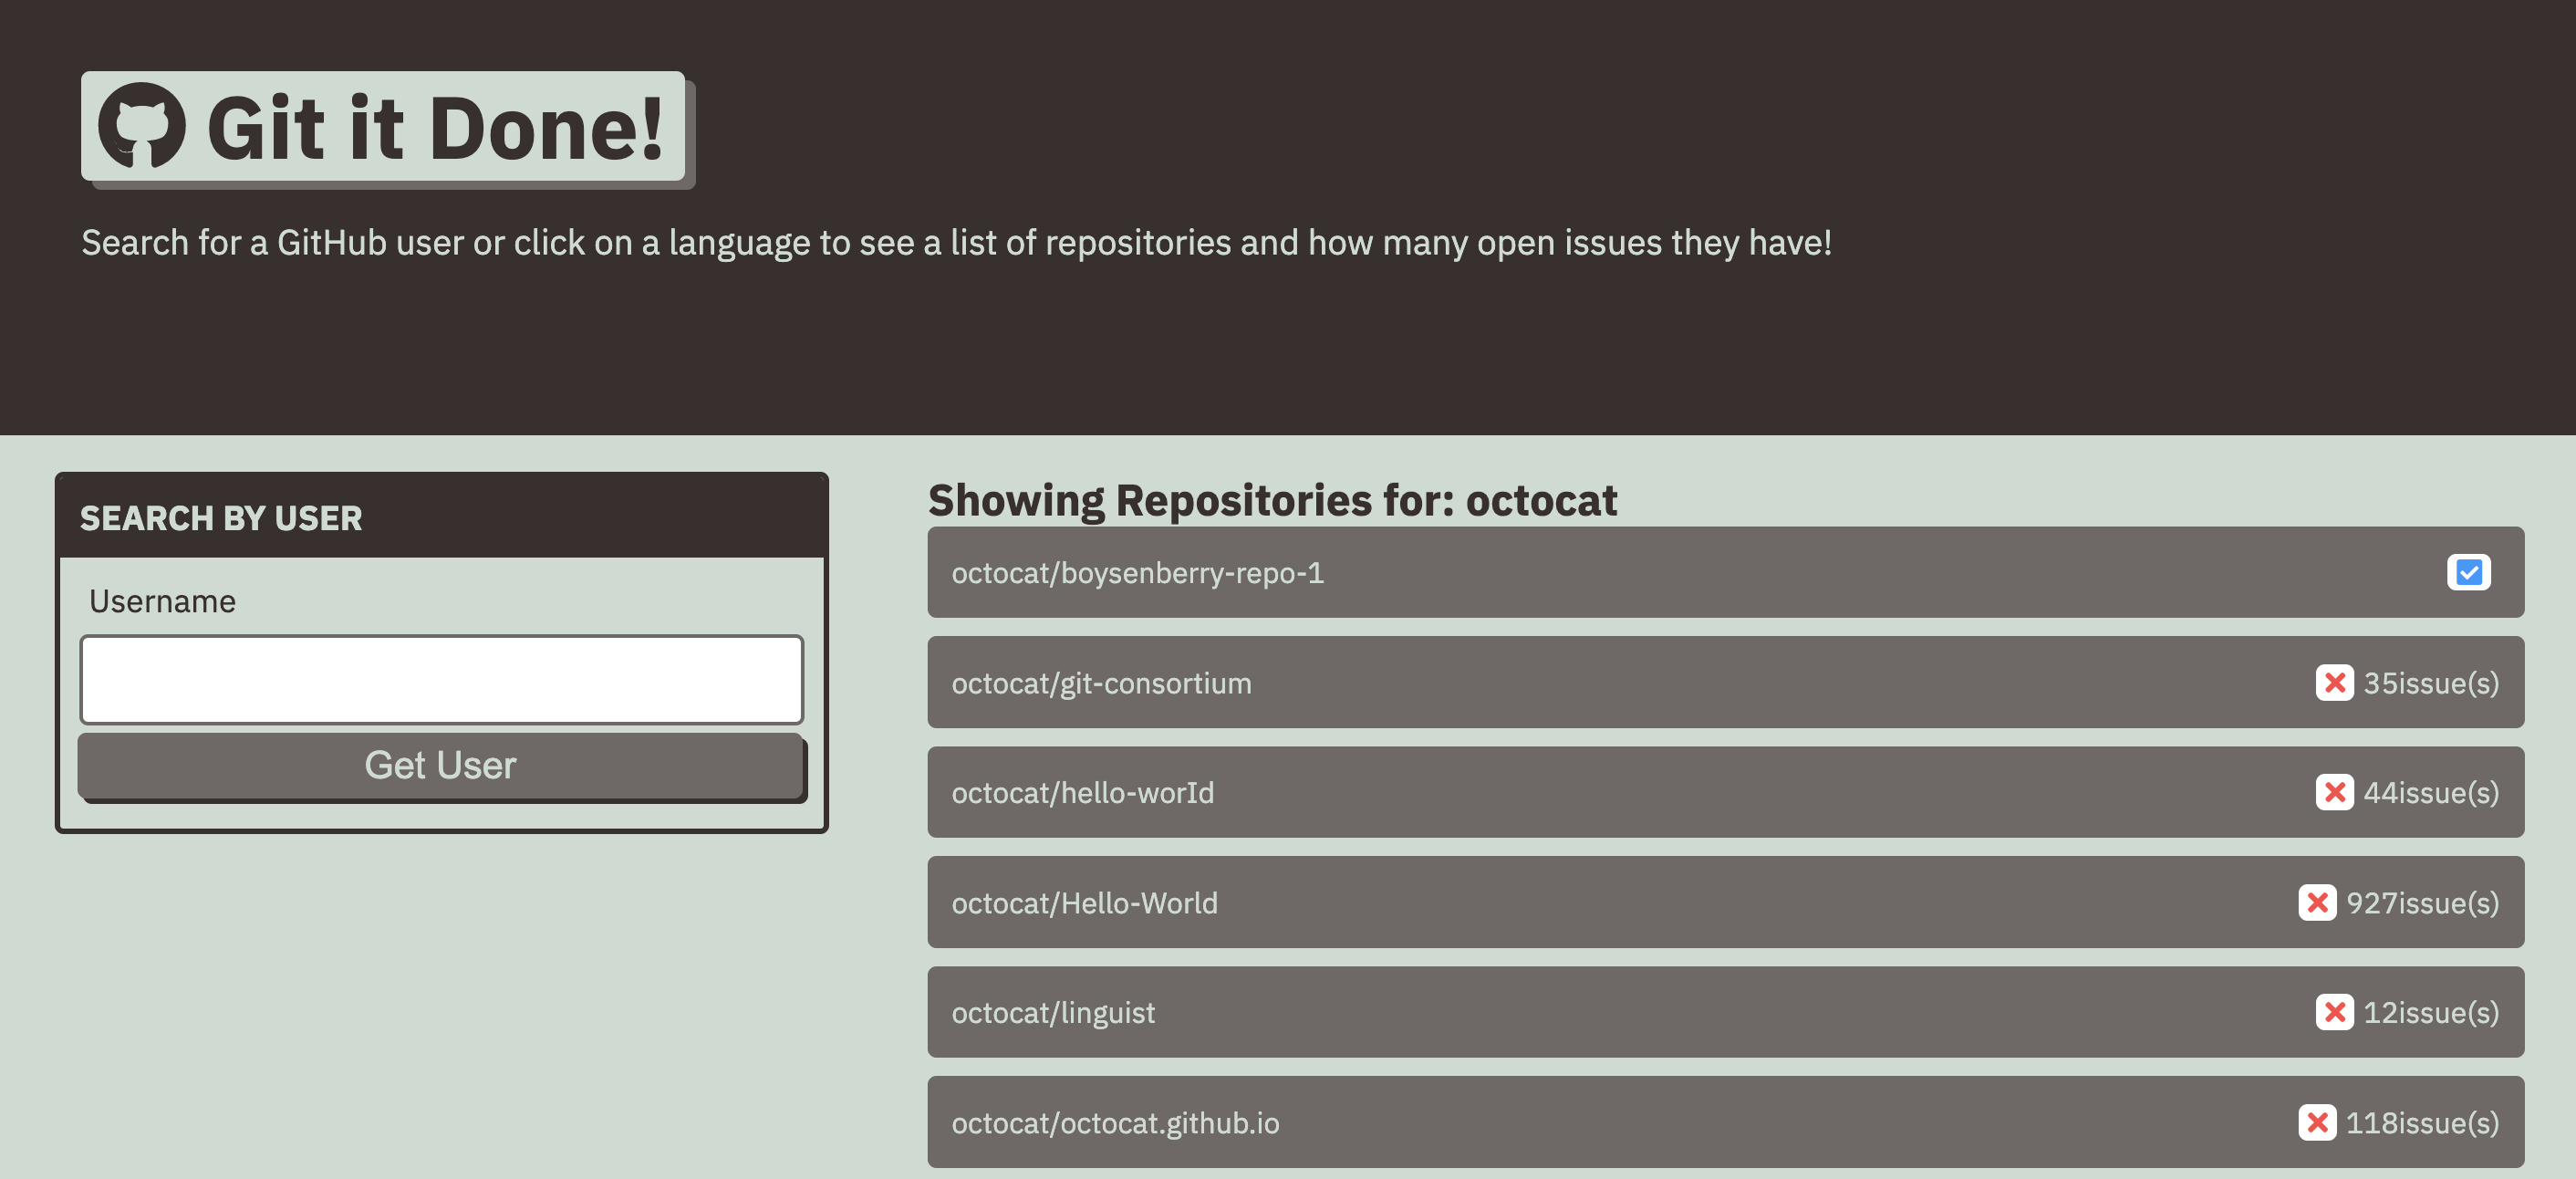 Git it Done!
Search for a GitHub user or click on a language to see a list of repositories and how many open issues they have!
SEARCH BY USER
Username
Get User
Showing Repositories for: octocat
octocat/boysenberry-repo-1
octocat/git-consortium 35issue(s)
octocat/hello-worId 44issue(s)
octocat/Hello-World 927issue(s)
octocat/linguist 12issue(s)
octocat/octocat.github.io 118issue(s)